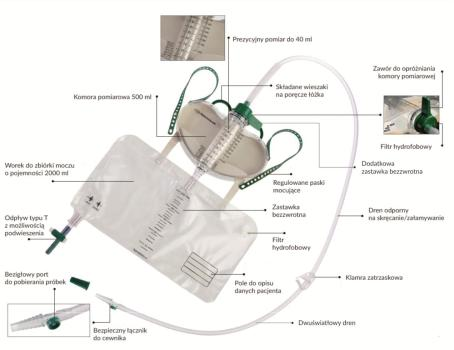 Prezycyjny pomiar do 40 ml
Zawór do opróżniania
komory pomiarowej
Składane wieszaki
na poręcze łóżka
Komora pomiarowa 500 ml
Filtr hydrofobowy
Worek do zbiórki moczu
o pojemności 2000 ml
Dodatkowa
zastawka bezzwrotna
Regulowane paski
mocujące
Zastawka
bezzwrotna
Dren odporny
na skręcanie/załamywanie
Odpływ typu T
z możliwością
podwieszenia
Filtr
hydrofobowy
Bezigłowy port
do pobierania próbek
Pole do opisu
danych pacjenta
Klamra zatrzaskowa
Bezpieczny łącznik
do cewnika
Dwuświatłowy dren